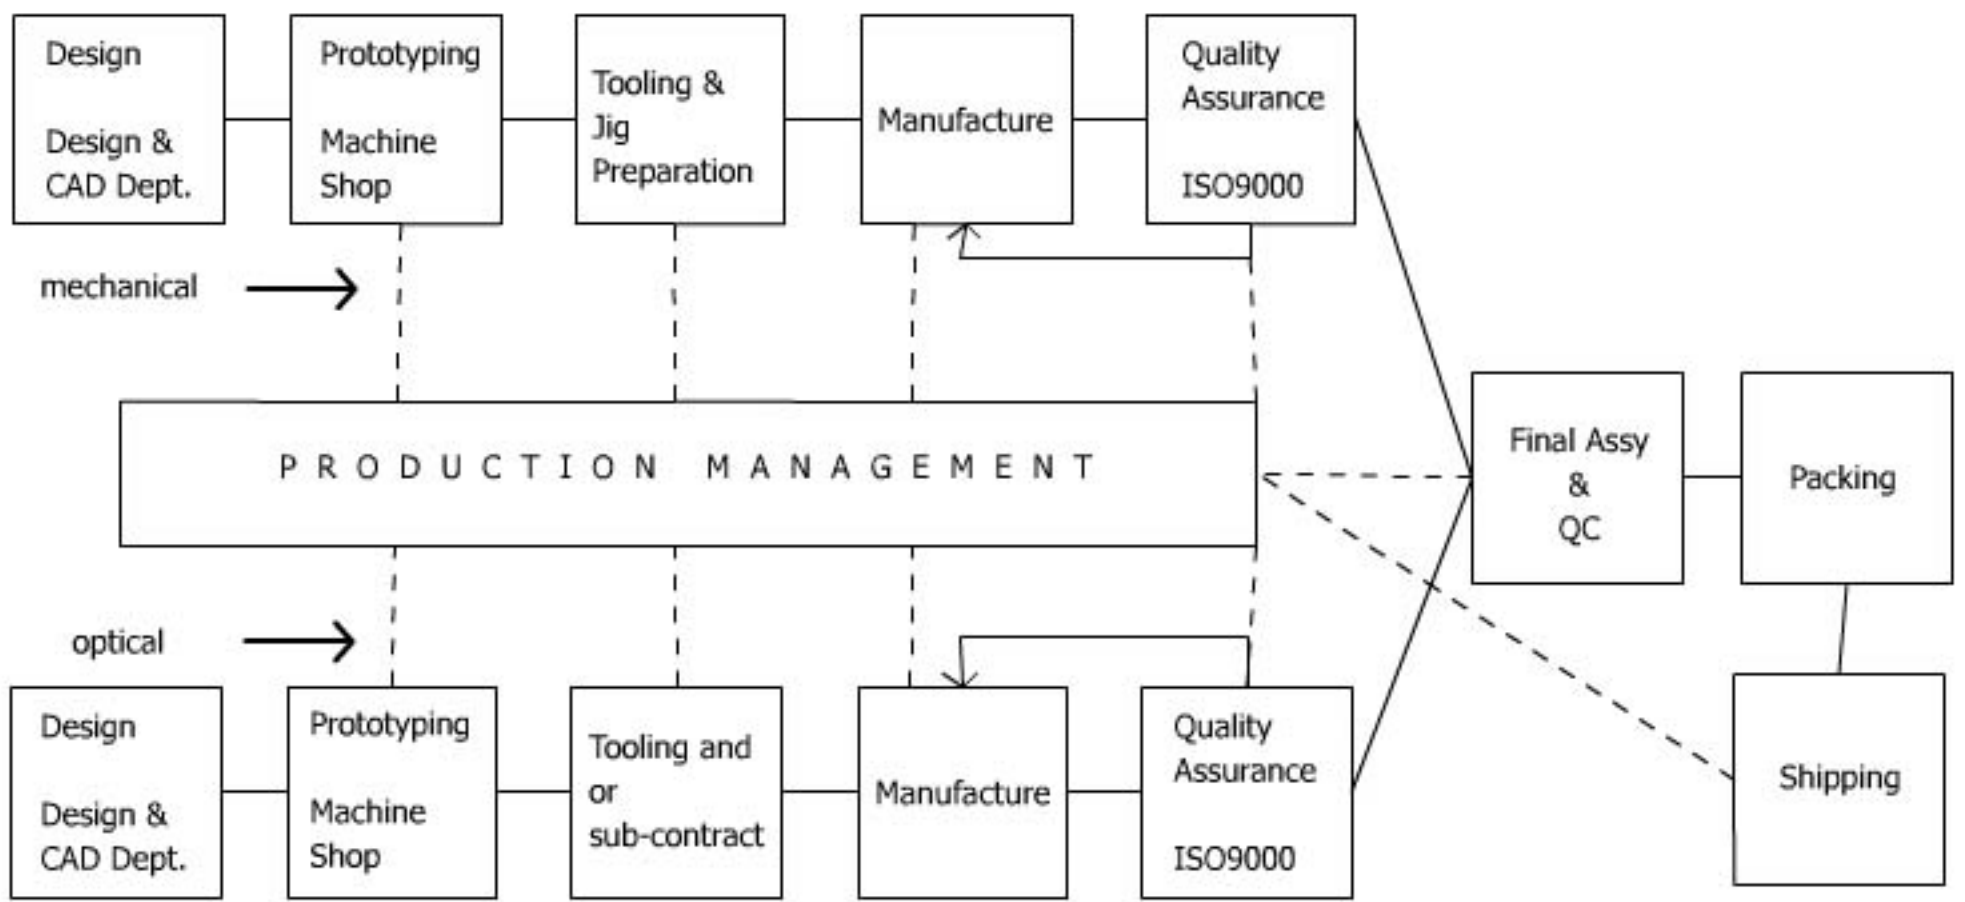 Design
Design &
CAD Dept.
Prototyping
Machine
Shop
Tooling &
Jig
Preparation
Manufacture
Quality
Assurance
ISO9000
mechanical
PRODUCTION MANAGEMENT
Final Assy
&
QC
Packing
optical
Design
Design &
CAD Dept.
Prototyping
Machine
Shop
Tooling and
or
sub-contract
Manufacture
Quality
Assurance
ISO9000
Shipping